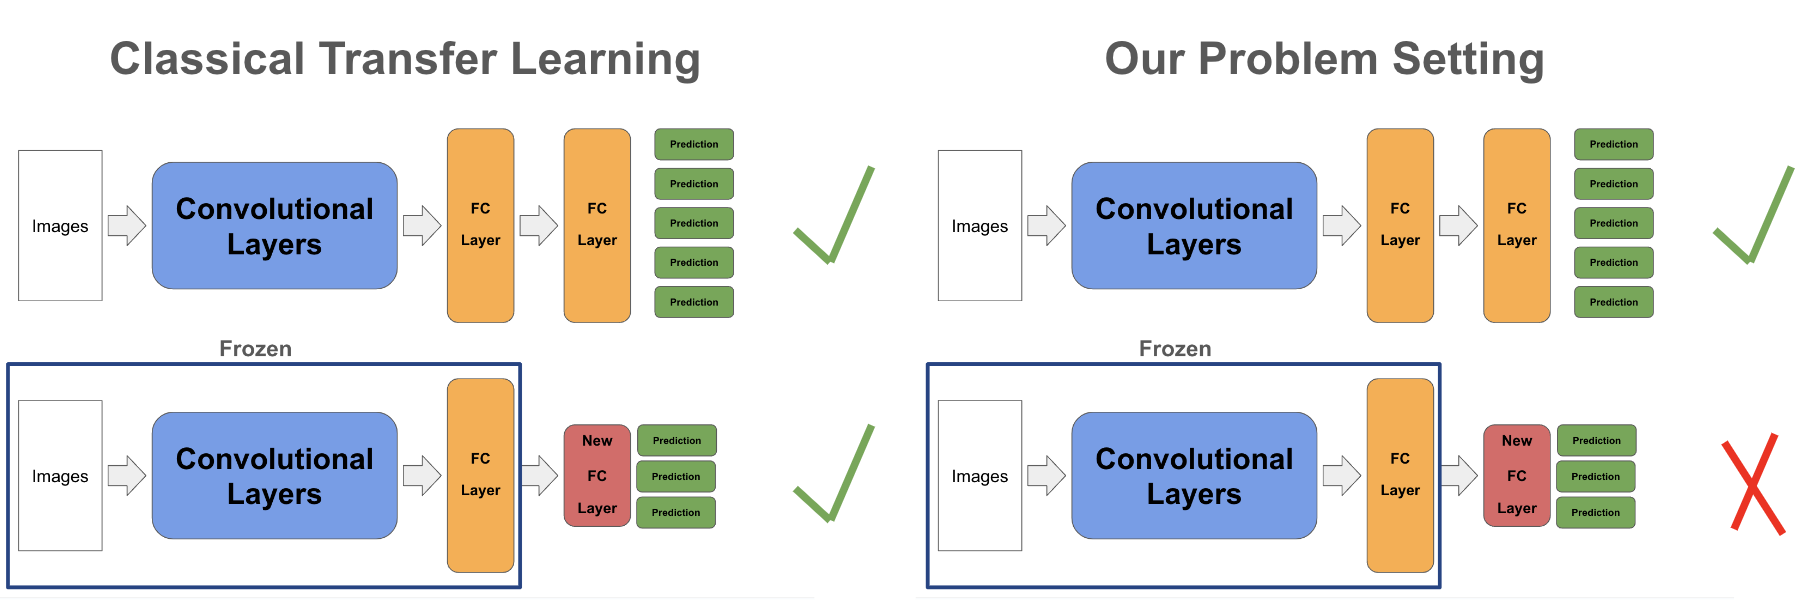 Classical Transfer Learning
Images
Convolutional
Layers
FC
Layer
FC
Layer
Prediction
Prediction
Prediction
Prediction
Prediction
Frozen
Images
Convolutional
Layers
FC
Layer
New
FC
Layer
Prediction
Prediction
Prediction
Our Problem Setting
Images
Convolutional
Layers
FC
Layer
FC
Layer
Prediction
Prediction
Prediction
Prediction
Prediction
Frozen
Images
Convolutional
Layers
FC
Layer
New
FC
Layer
Prediction
Prediction
Prediction